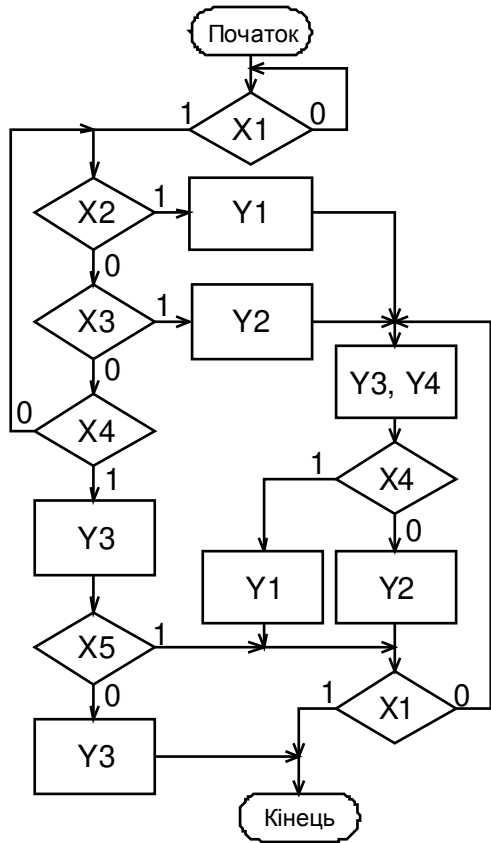 Початок
1 X1 0
X2 1 Y1
0
X3 1 Y2
0
Y3, Y4
0 X4
1 X4
1
0
Y3
Y1 Y2
X5 1
0
1 X1 0
Y3
Кінець